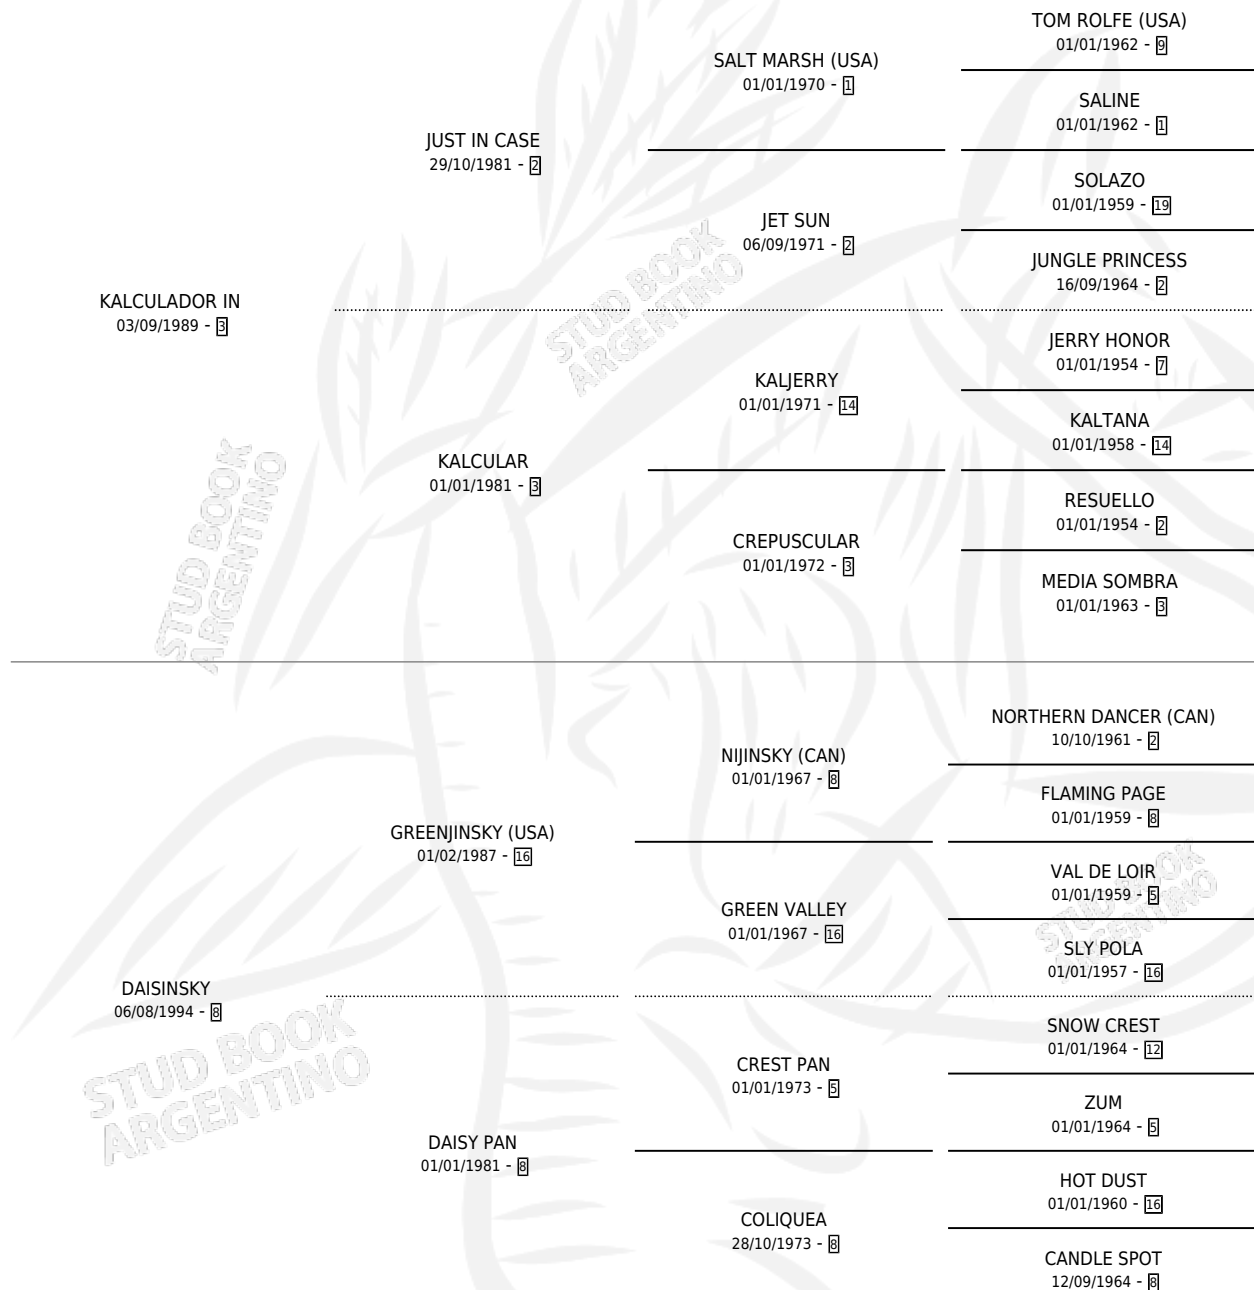 TOM ROLFE (USA)
01/01/1962 - 9
SALT MARSH (USA)
01/01/1970 - 1
SALINE
01/01/1962 - 1
JUST IN CASE
29/10/1981 - 2
SOLAZO
01/01/1959 - 19
JET SUN
06/09/1971 - 2
JUNGLE PRINCESS
16/09/1964 - 2
KALCULADOR IN
03/09/1989 - 3
JERRY HONOR
01/01/1954 - 7
KALJERRY
01/01/1971 - 14
KALTANA
01/01/1958 - 14
KALCULAR
01/01/1981 - 3
RESUELLO
01/01/1954 - 2
CREPUSCULAR
01/01/1972 - 3
MEDIA SOMBRA
01/01/1963 - 3
NORTHERN DANCER (CAN)
10/10/1961 - 2
NIJINSKY (CAN)
01/01/1967 - 8
FLAMING PAGE
01/01/1959 - 8
GREENJINSKY (USA)
01/02/1987 - 16
VAL DE LOIR
01/01/1959 - 5
GREEN VALLEY
01/01/1967 - 16
SLY POLA
01/01/1957 - 16
DAISINSKY
06/08/1994 - 8
SNOW CREST
01/01/1964 - 12
CREST PAN
01/01/1973 - 5
ZUM
01/01/1964 - 5
DAISY PAN
01/01/1981 - 8
HOT DUST
01/01/1960 - 16
COLIQUEA
28/10/1973 - 8
CANDLE SPOT
12/09/1964 - 8
STUD BOOK
ARGENTINO
STUD BOOK
ARGENTINO
STUD BOOK
ARGENTINO
STUD BOOK
ARGENTINO